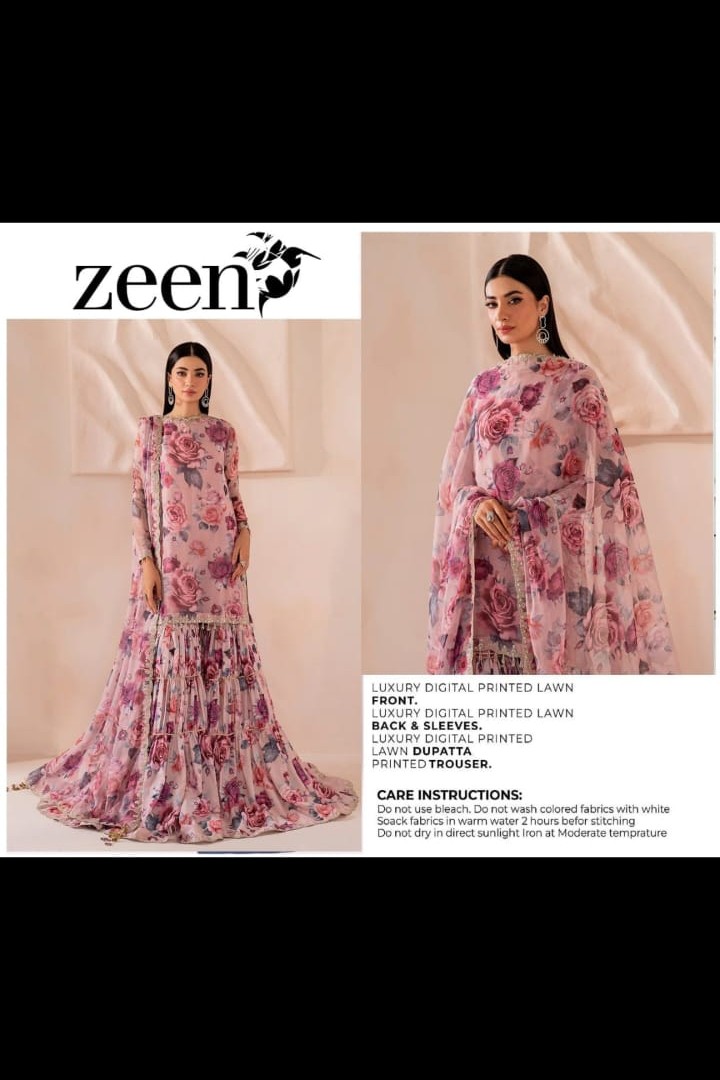 zeen
LUXURY DIGITAL PRINTED LAWN
FRONT.
LUXURY DIGITAL PRINTED LAWN
BACK & SLEEVES.
LUXURY DIGITAL PRINTED
LAWN DUPATTA
PRINTED TROUSER.
CARE INSTRUCTIONS:
Do not use bleach. Do not wash colored fabrics with white
Soack fabrics in warm water 2 hours befor stitching
Do not dry in direct sunlight Iron at Moderate temprature